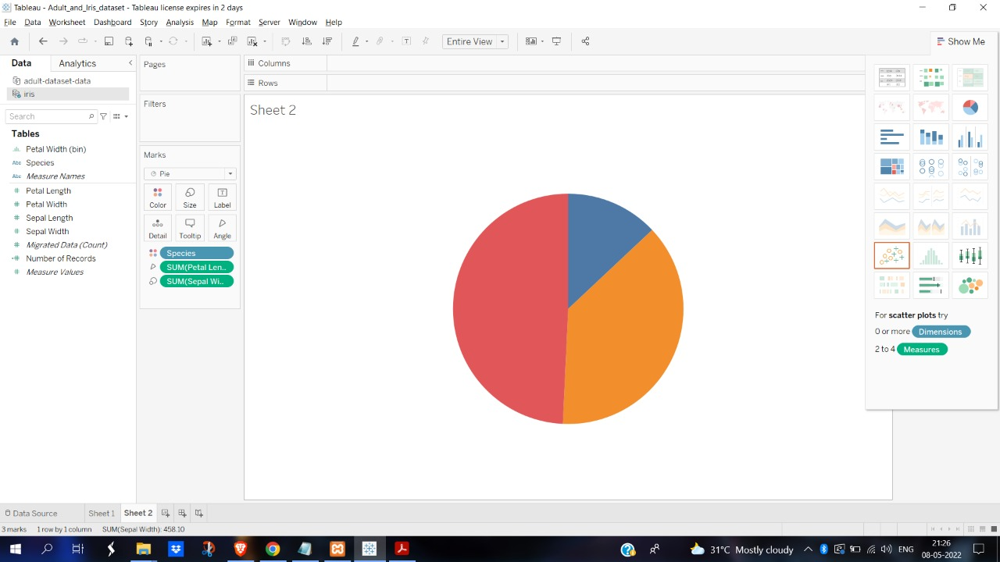 Tableau - Adult_and_Iris_dataset - Tableau license expires in 2 days
File Data Worksheet Dashboard Story Analysis Map Format Server Window Help
Entire View
Show Me
Data Analytics
adult-dataset-data
iris
Search
Tables
Petal Width (bin)
Abc Species
Abc Measure Names
Petal Length
Petal Width
Sepal Length
Sepal Width
Migrated Data (Count)
Number of Records
Measure Values
Pages
Filters
Marks
Pie
Color Size Label
Detail Tooltip Angle
Species
SUM(Petal Len..
SUM(Sepal Wi..
Columns
Rows
Sheet 2
For scatter plots try
0 or more Dimensions
2 to 4 Measures
Data Source Sheet 1 Sheet 2
3 marks 1 row by 1 column SUM(Sepal Width): 458.10
31°C Mostly cloudy
21:26
08-05-2022